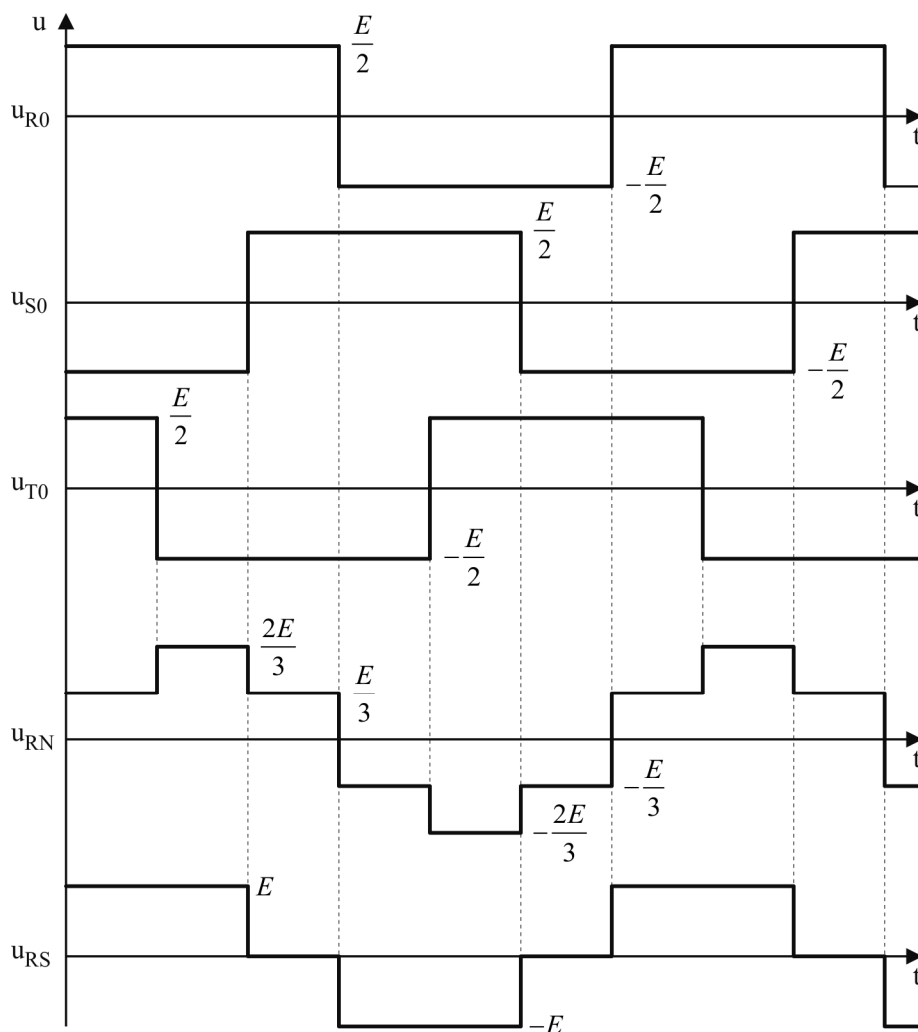 u
E/2
u_R0
t
-E/2
E/2
u_S0
t
-E/2
E/2
u_T0
t
-E/2
2E/3
E/3
u_RN
t
-E/3
-2E/3
E
u_RS
t
-E